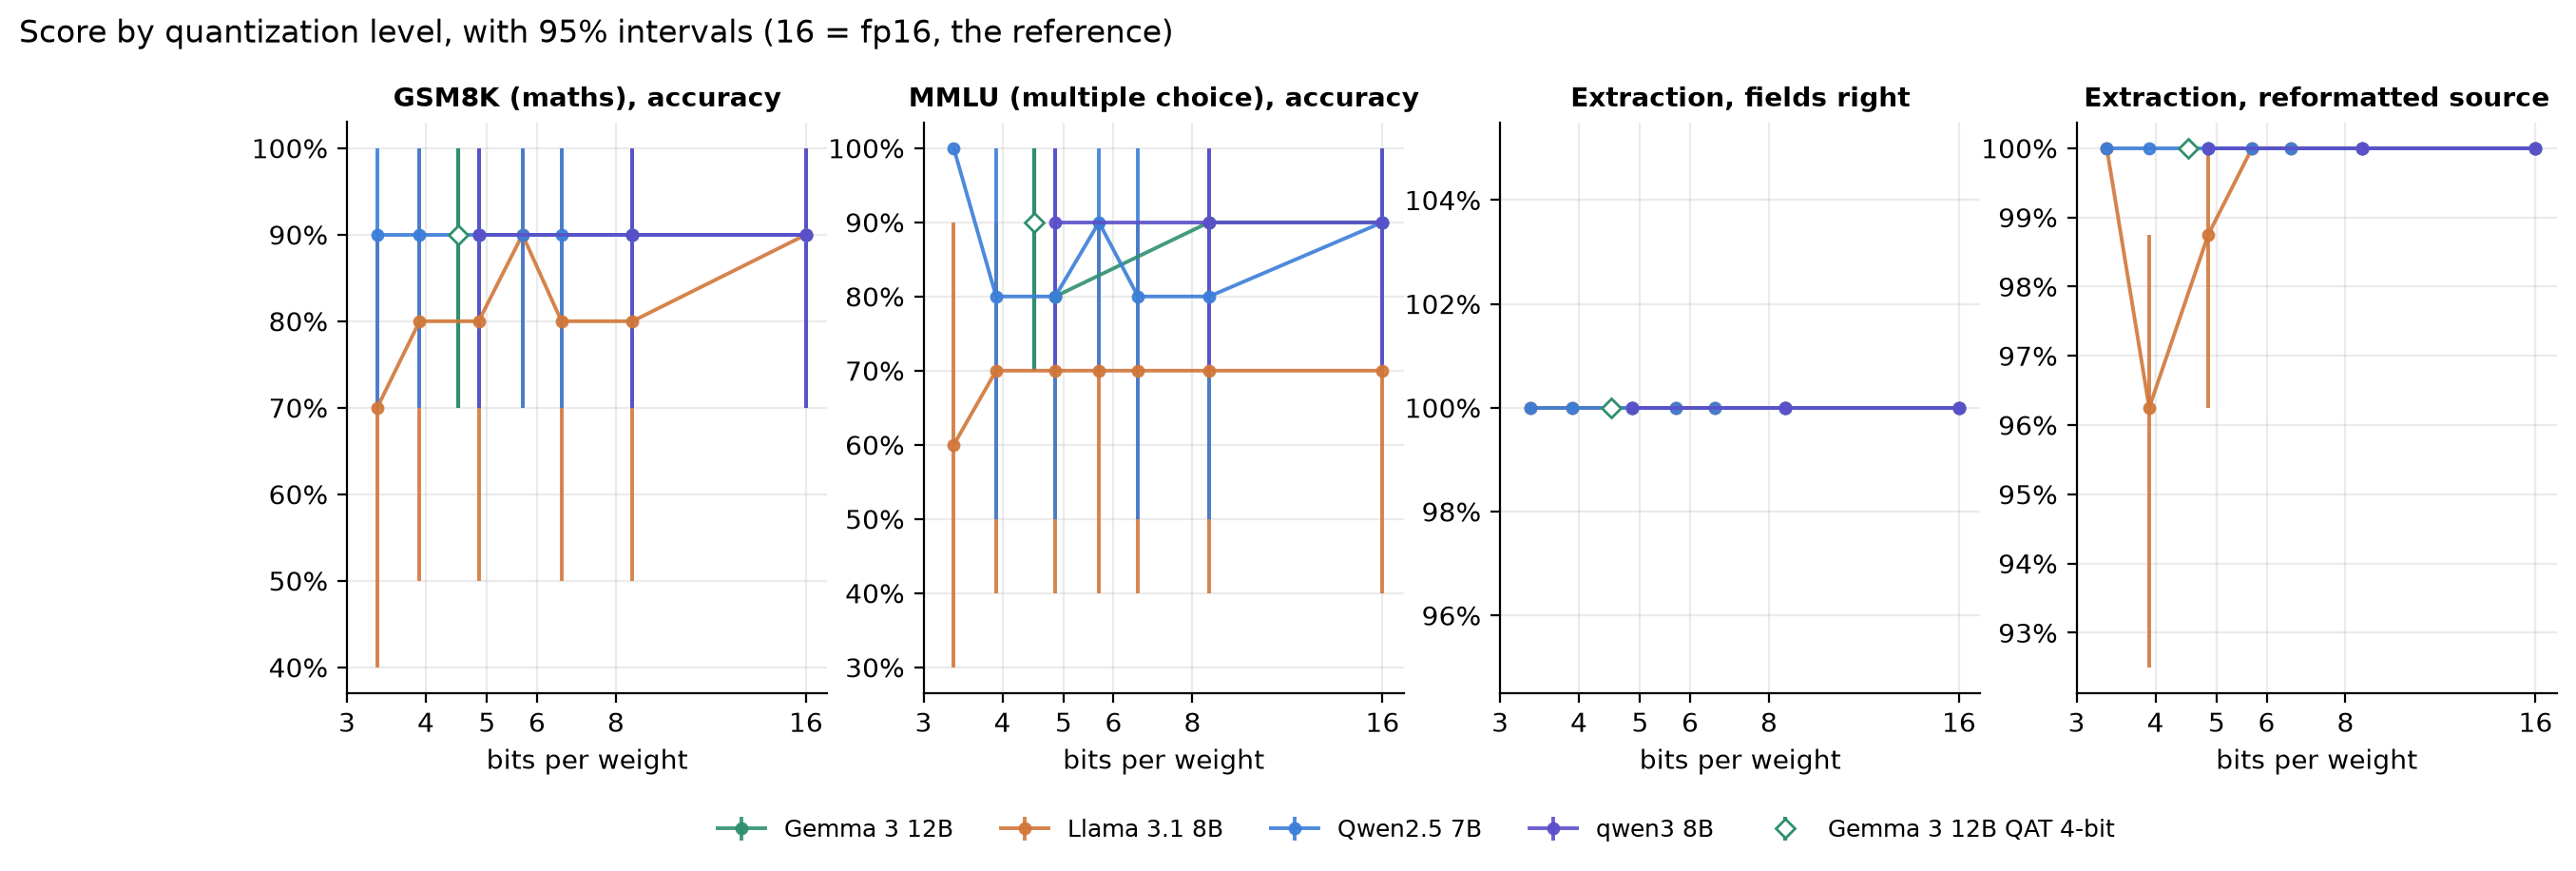 Score by quantization level, with 95% intervals (16 = fp16, the reference)
GSM8K (maths), accuracy
100%
90%
80%
70%
60%
50%
40%
3 4 5 6 8 16
bits per weight
MMLU (multiple choice), accuracy
100%
90%
80%
70%
60%
50%
40%
30%
3 4 5 6 8 16
bits per weight
Extraction, fields right
104%
102%
100%
98%
96%
3 4 5 6 8 16
bits per weight
Extraction, reformatted source
100%
99%
98%
97%
96%
95%
94%
93%
3 4 5 6 8 16
bits per weight
Gemma 3 12B Llama 3.1 8B Qwen2.5 7B qwen3 8B Gemma 3 12B QAT 4-bit